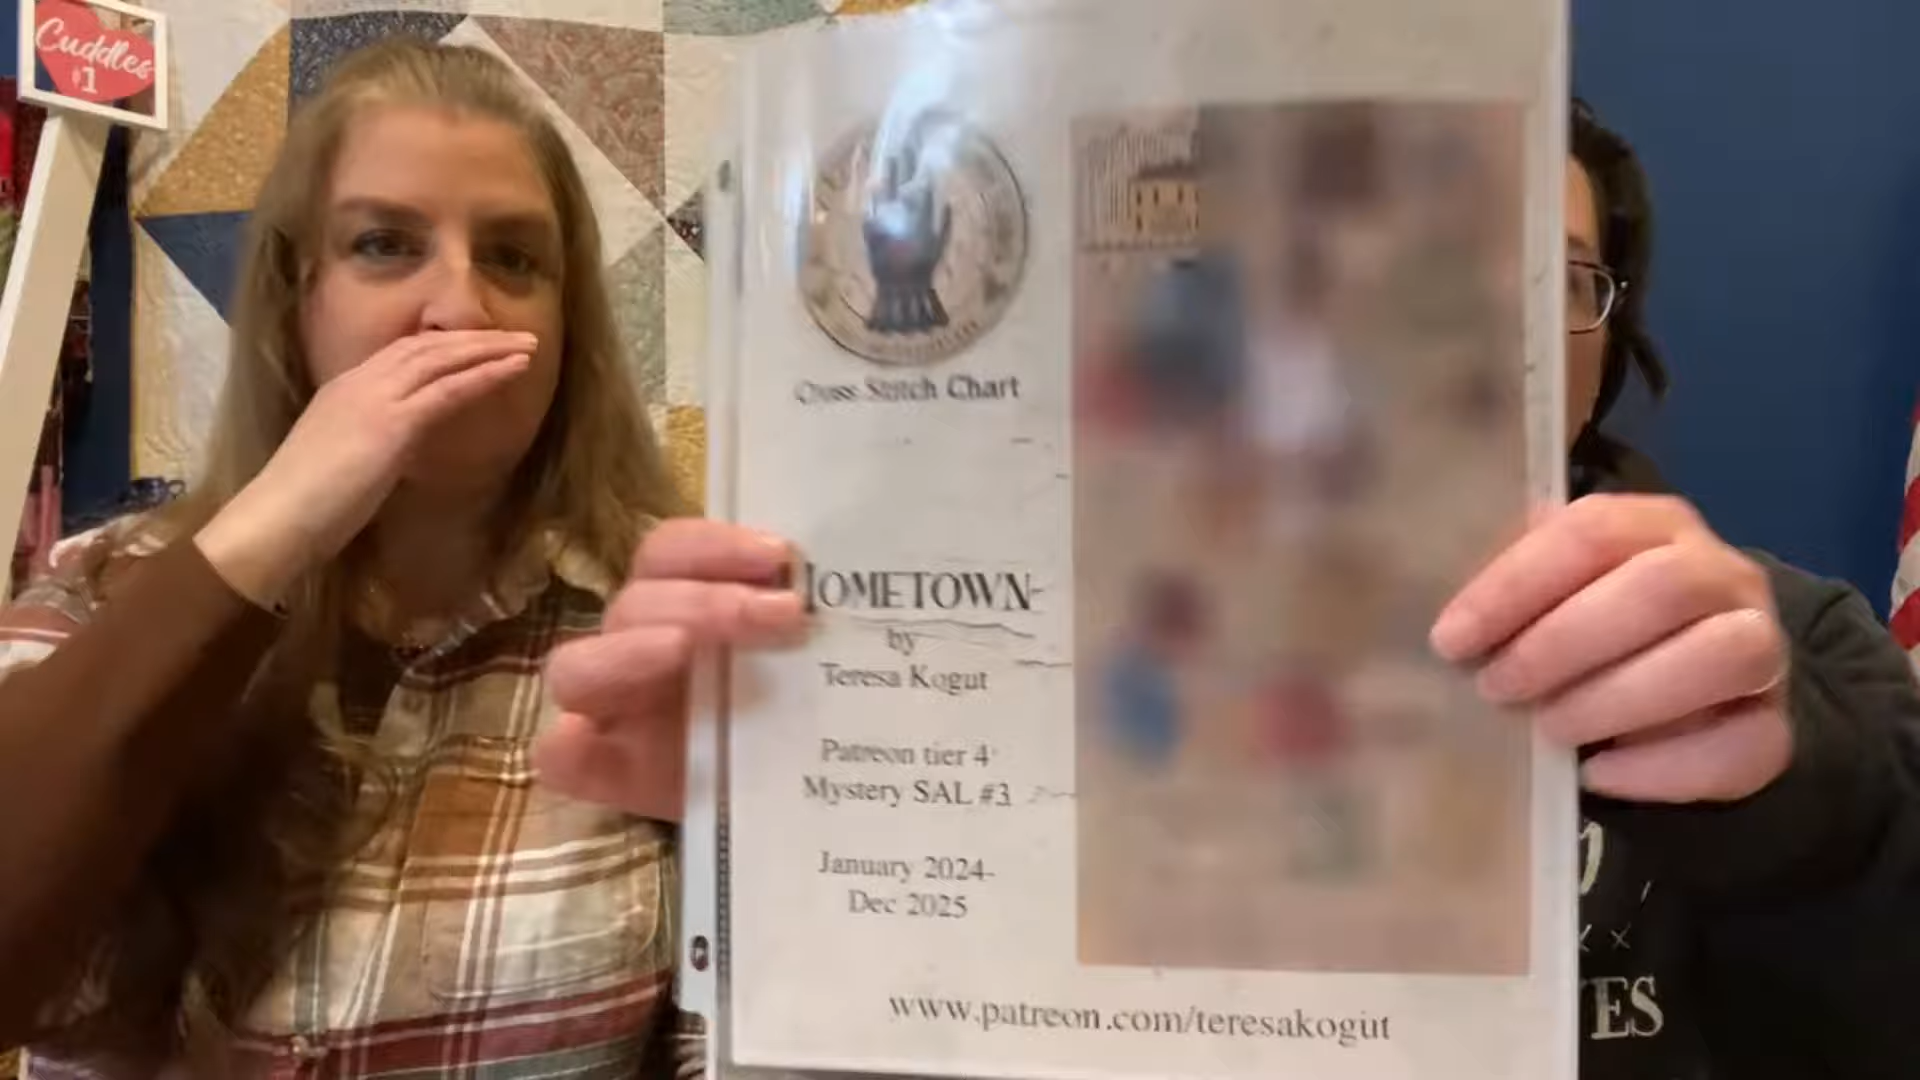 Cuddles
$1
Cross Stitch Chart
HOMETOWN
by
Teresa Kogut
Patreon tier 4
Mystery SAL #3
January 2024-
Dec 2025
www.patreon.com/teresakogut